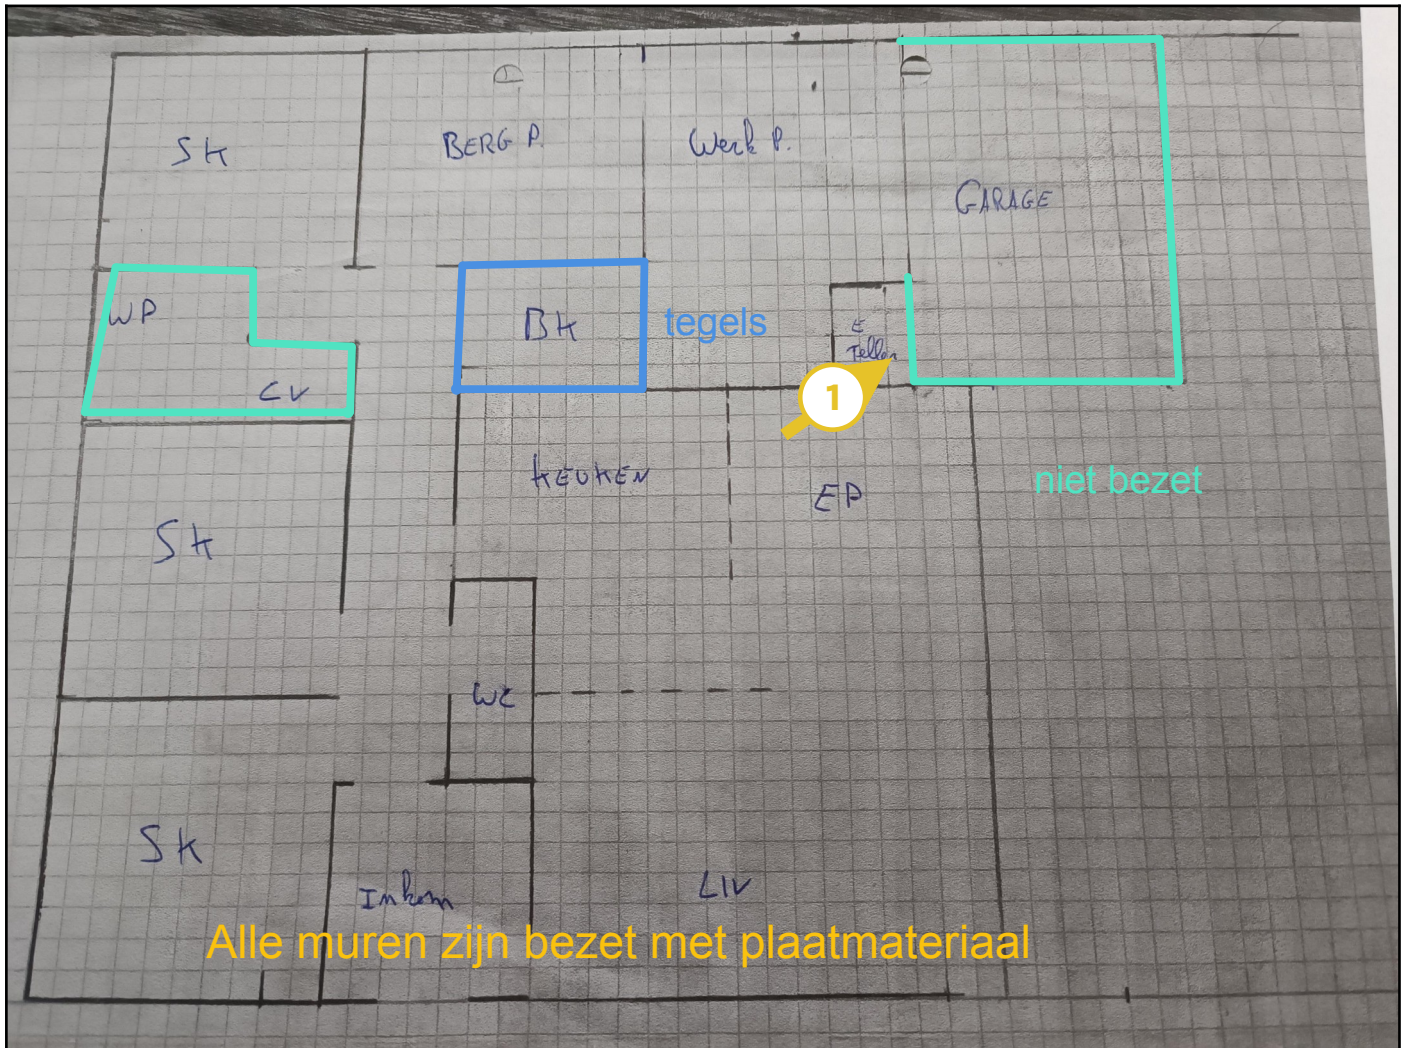 SK
BERG P.
Werk P.
GARAGE
WP
CV
BK
tegels
E
Teller
1
KEUKEN
EP
niet bezet
SK
WC
SK
Inkom
LIV
Alle muren zijn bezet met plaatmateriaal